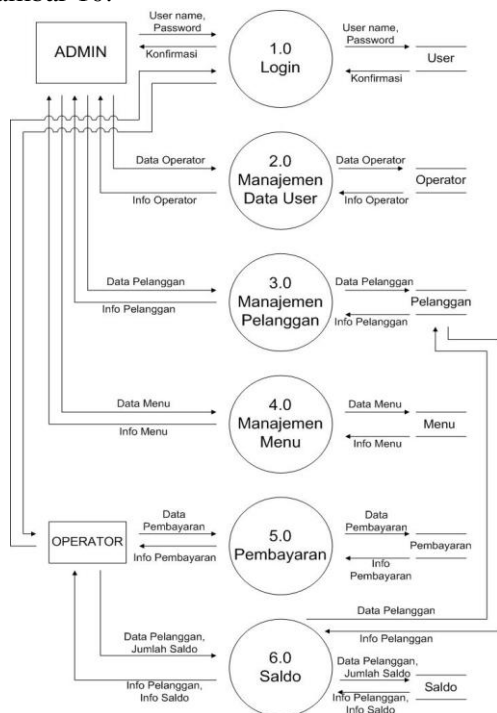 User name,
Password
ADMIN
Konfirmasi
1.0
Login
User name,
Password
User
Konfirmasi
Data Operator
Info Operator
2.0
Manajemen
Data User
Data Operator
Operator
Info Operator
Data Pelanggan
Info Pelanggan
3.0
Manajemen
Pelanggan
Data Pelanggan
Pelanggan
Info Pelanggan
Data Menu
Info Menu
4.0
Manajemen
Menu
Data Menu
Menu
Info Menu
OPERATOR
Data
Pembayaran
Info Pembayaran
5.0
Pembayaran
Data
Pembayaran
Pembayaran
Info
Pembayaran
Data Pelanggan
Info Pelanggan
Data Pelanggan,
Jumlah Saldo
Info Pelanggan,
Info Saldo
6.0
Saldo
Data Pelanggan,
Jumlah Saldo
Saldo
Info Pelanggan,
Info Saldo